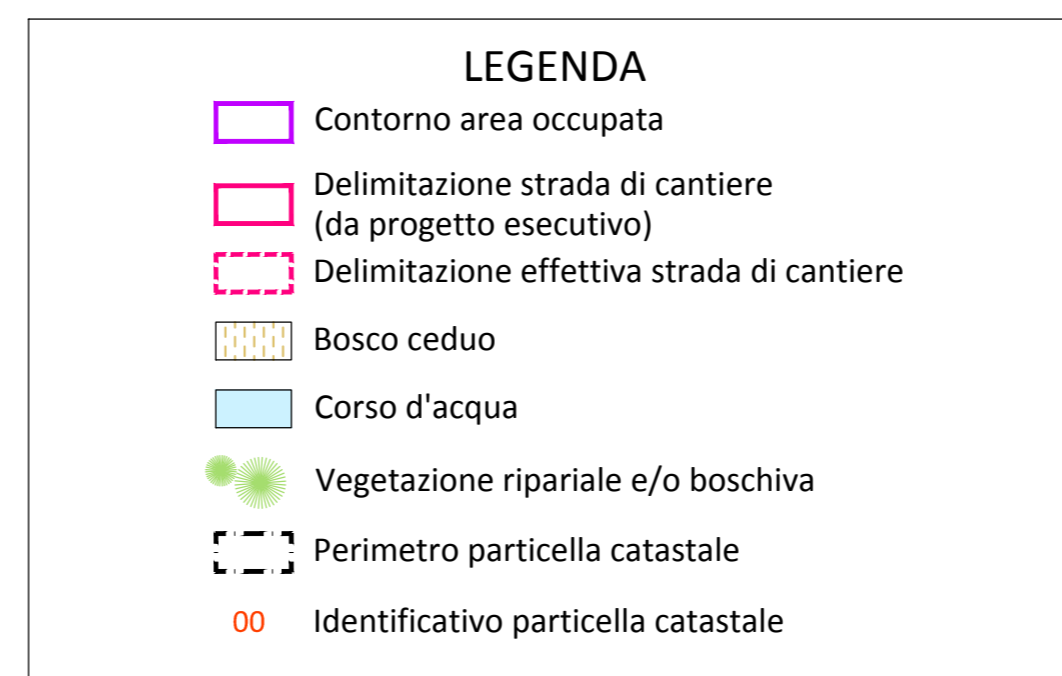 LEGENDA
Contorno area occupata
Delimitazione strada di cantiere
(da progetto esecutivo)
Delimitazione effettiva strada di cantiere
Bosco ceduo
Corso d'acqua
Vegetazione ripariale e/o boschiva
Perimetro particella catastale
00 Identificativo particella catastale